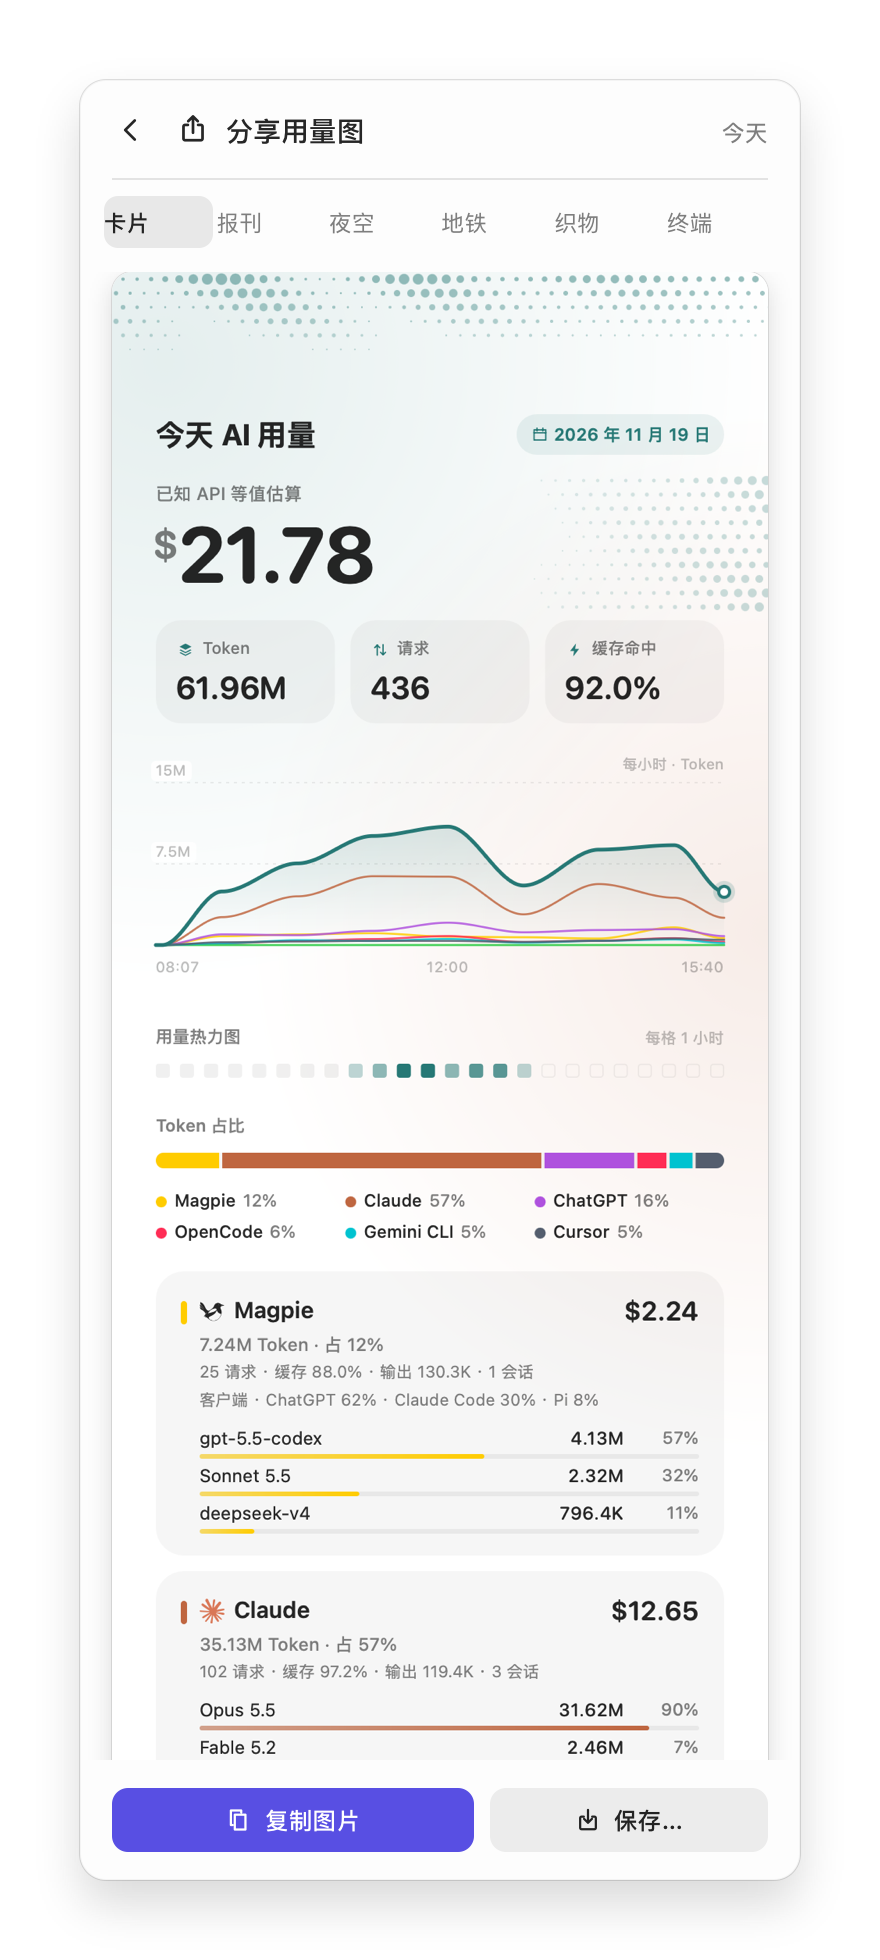 分享用量图
今天
卡片 报刊 夜空 地铁 织物 终端
今天 AI 用量
2026 年 11 月 19 日
已知 API 等值估算
$21.78
Token
61.96M
请求
436
缓存命中
92.0%
每小时 · Token
15M
7.5M
08:07 12:00 15:40
用量热力图
每格 1 小时
Token 占比
Magpie 12% Claude 57% ChatGPT 16%
OpenCode 6% Gemini CLI 5% Cursor 5%
Magpie $2.24
7.24M Token · 占 12%
25 请求 · 缓存 88.0% · 输出 130.3K · 1 会话
客户端 · ChatGPT 62% · Claude Code 30% · Pi 8%
gpt-5.5-codex 4.13M 57%
Sonnet 5.5 2.32M 32%
deepseek-v4 796.4K 11%
Claude $12.65
35.13M Token · 占 57%
102 请求 · 缓存 97.2% · 输出 119.4K · 3 会话
Opus 5.5 31.62M 90%
Fable 5.2 2.46M 7%
复制图片
保存...